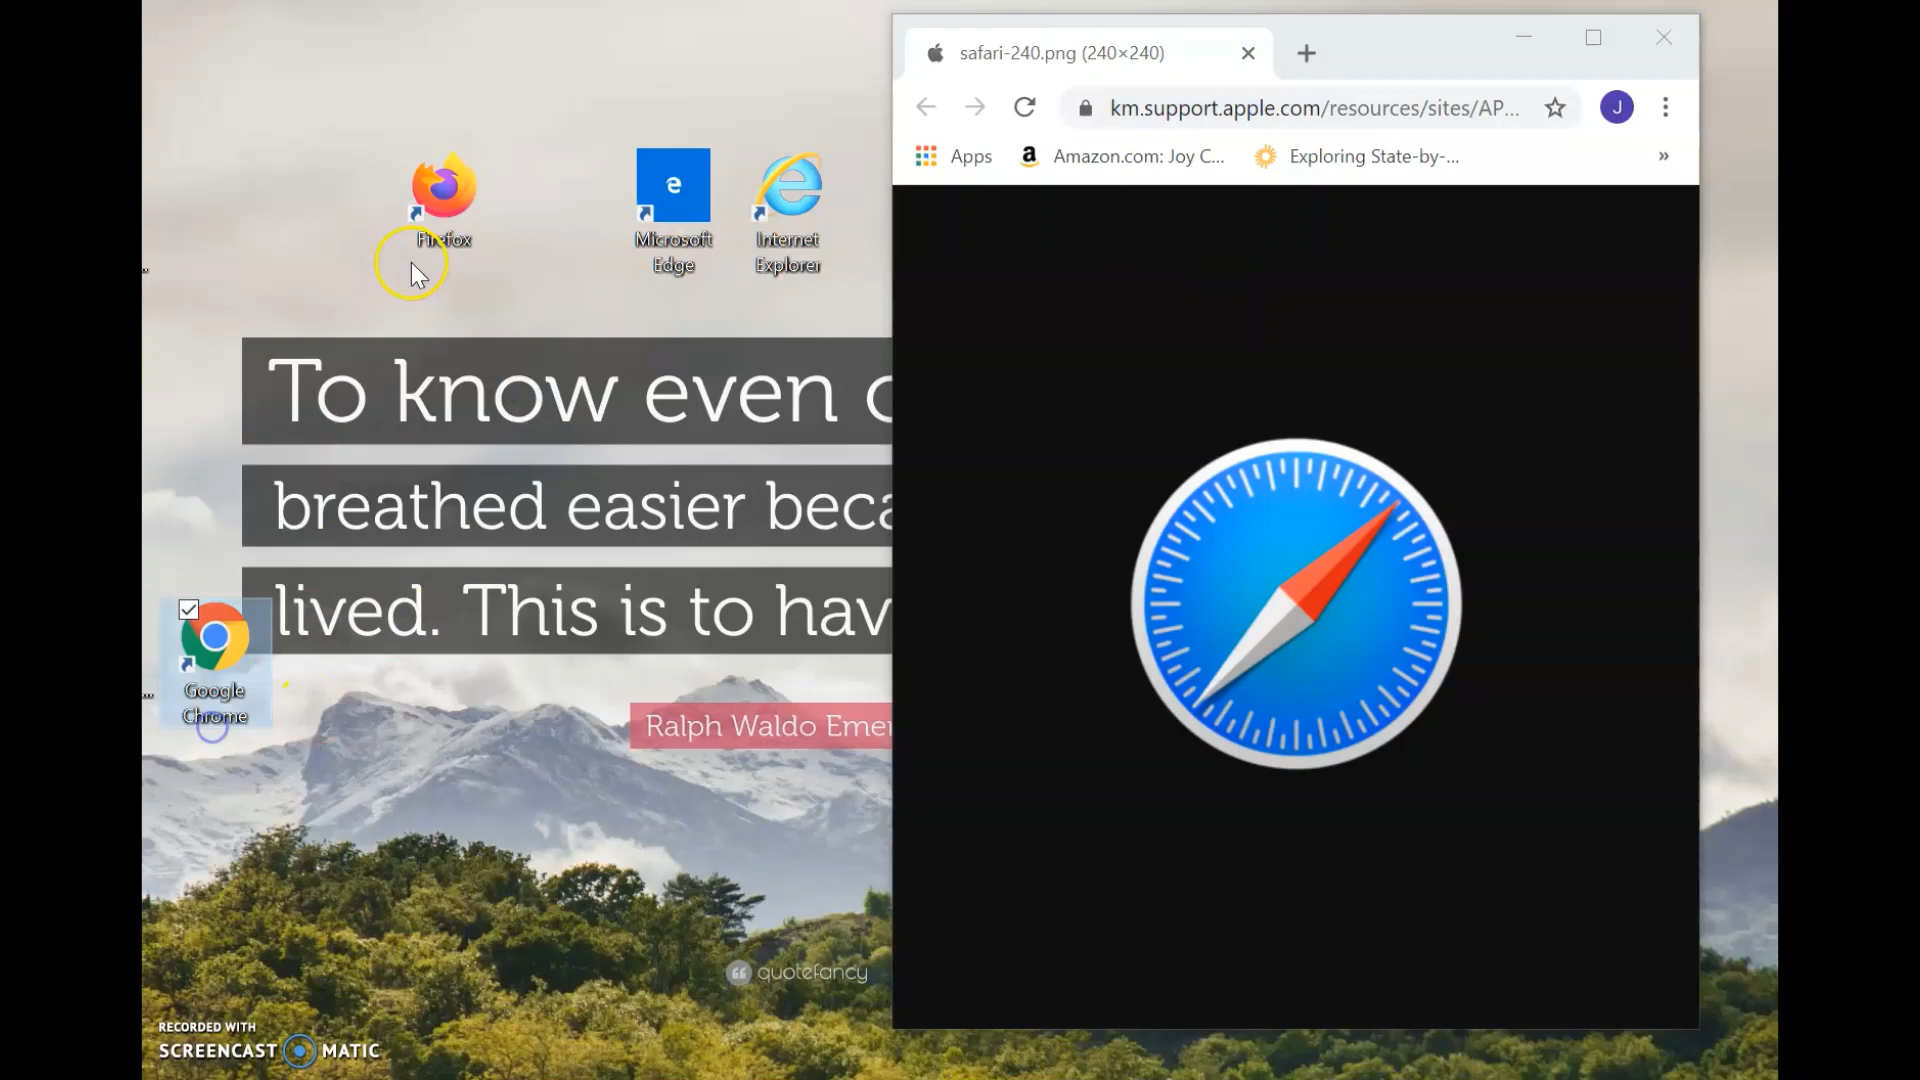 safari-240.png (240×240)
km.support.apple.com/resources/sites/AP...
J
Apps
a
Amazon.com: Joy C...
Exploring State-by-...
»
Firefox
Microsoft
Edge
e
Internet
Explorer
To know even
breathed easier beca
lived. This is to hav
Google
Chrome
Ralph Waldo Emer
quotefancy
RECORDED WITH
SCREENCAST MATIC